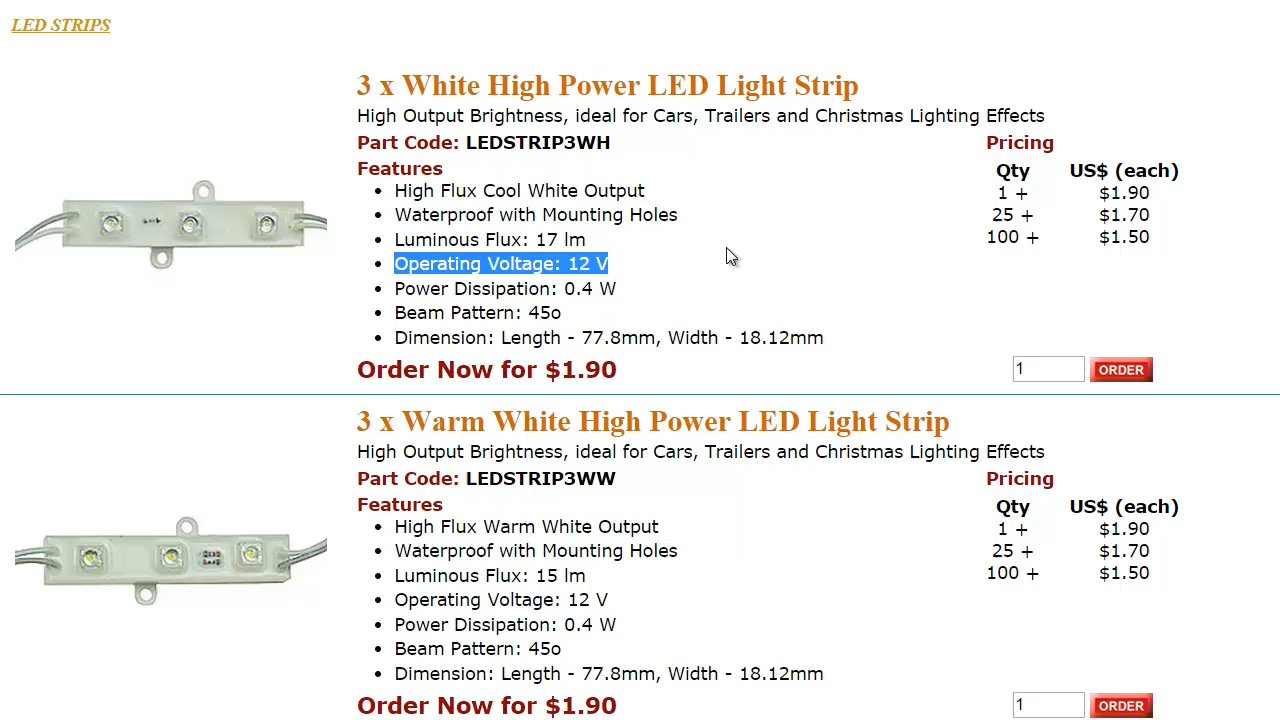 LED STRIPS
3 x White High Power LED Light Strip
High Output Brightness, ideal for Cars, Trailers and Christmas Lighting Effects
Part Code: LEDSTRIP3WH
Pricing
Features
Qty US$ (each)
High Flux Cool White Output
1 + $1.90
Waterproof with Mounting Holes
25 + $1.70
Luminous Flux: 17 lm
100 + $1.50
Operating Voltage: 12 V
Power Dissipation: 0.4 W
Beam Pattern: 45o
Dimension: Length - 77.8mm, Width - 18.12mm
Order Now for $1.90
1 ORDER
3 x Warm White High Power LED Light Strip
High Output Brightness, ideal for Cars, Trailers and Christmas Lighting Effects
Part Code: LEDSTRIP3WW
Pricing
Features
Qty US$ (each)
High Flux Warm White Output
1 + $1.90
Waterproof with Mounting Holes
25 + $1.70
Luminous Flux: 15 lm
100 + $1.50
Operating Voltage: 12 V
Power Dissipation: 0.4 W
Beam Pattern: 45o
Dimension: Length - 77.8mm, Width - 18.12mm
Order Now for $1.90
1 ORDER